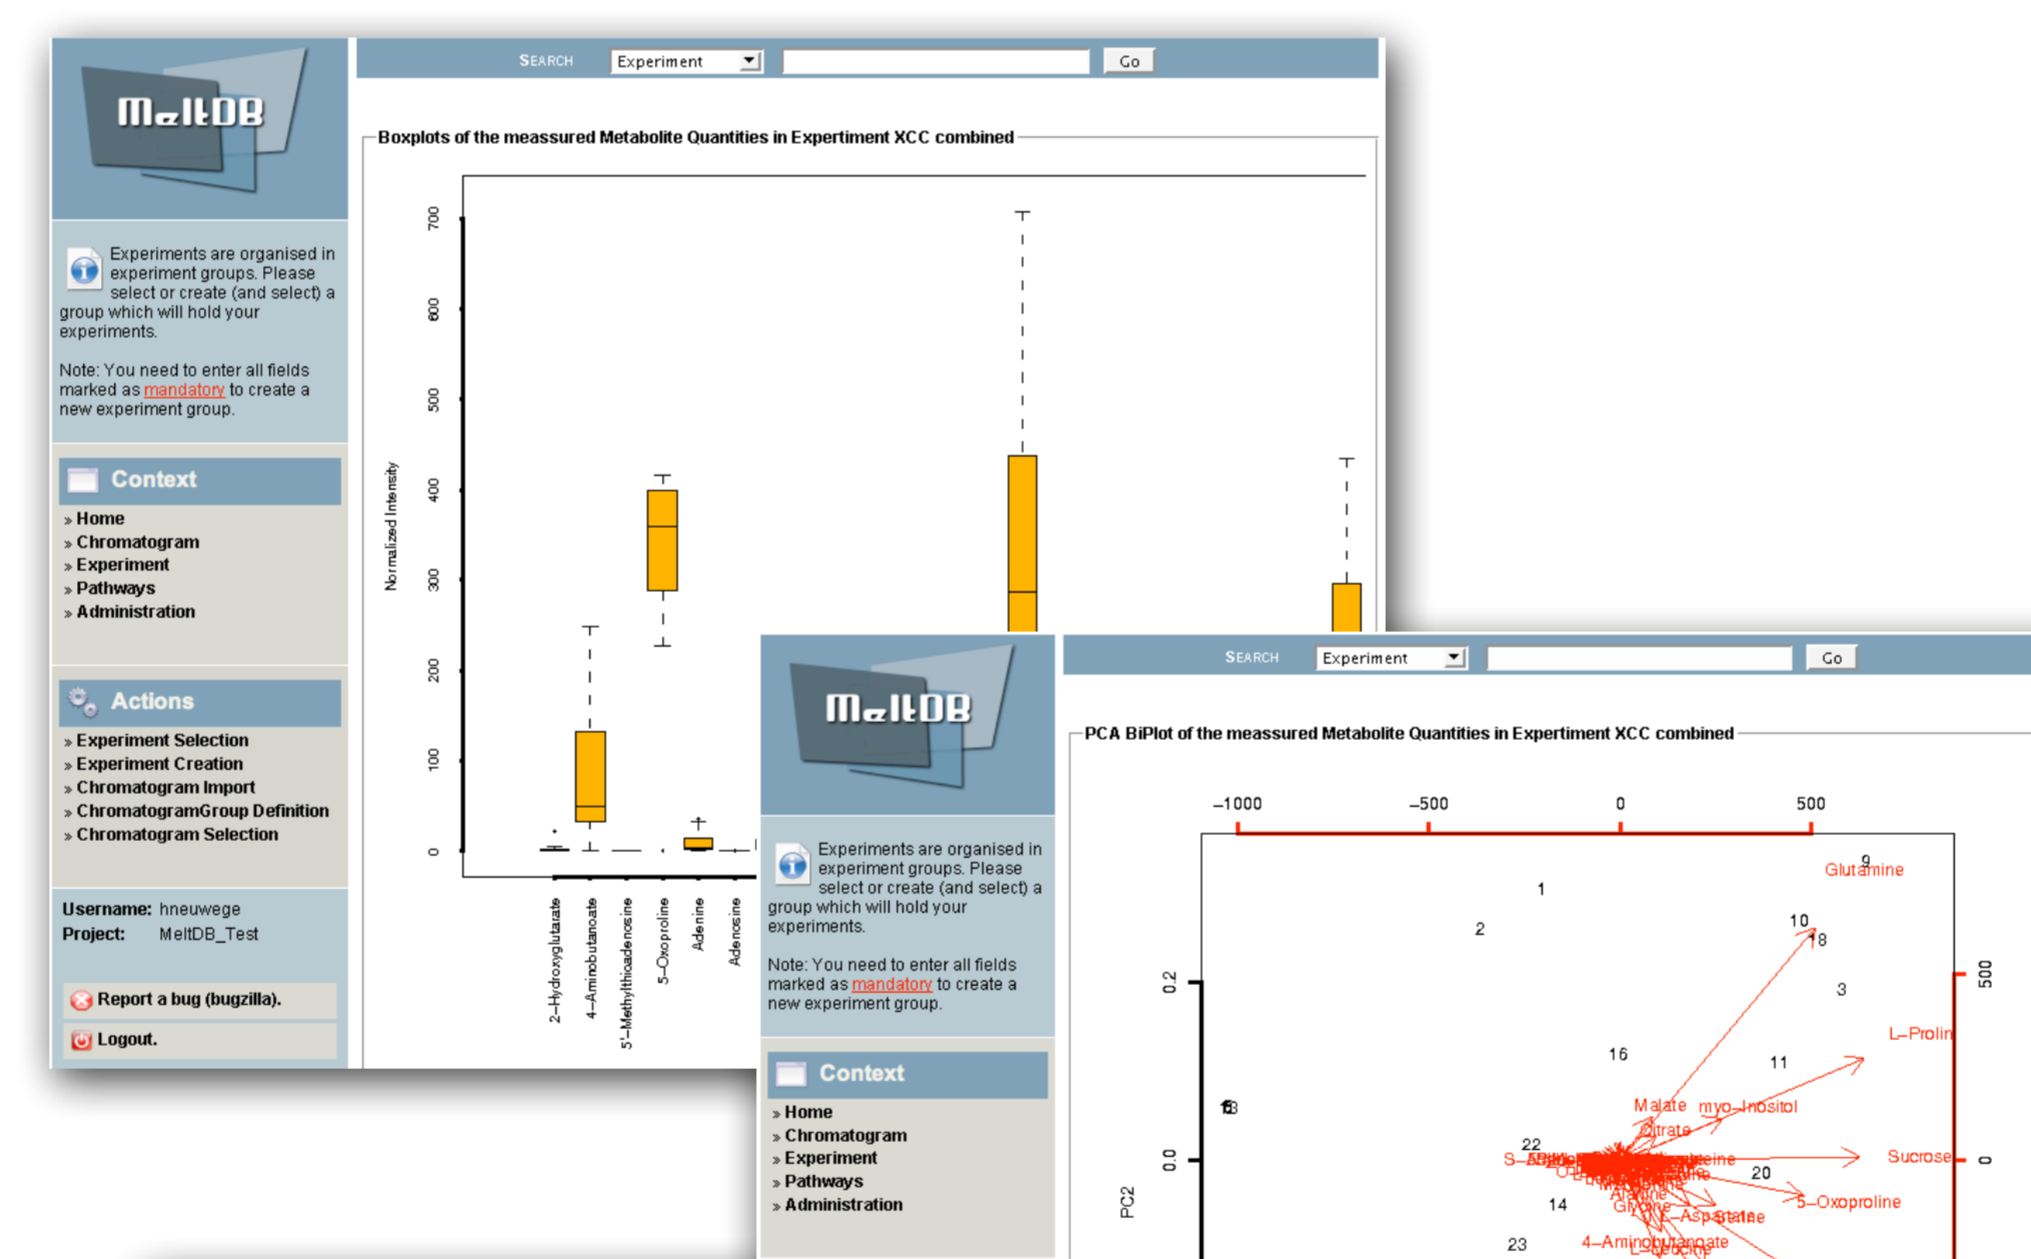 MeltDB
SEARCH Experiment Go
Boxplots of the meassured Metabolite Quantities in Expertiment XCC combined
Experiments are organised in
experiment groups. Please
select or create (and select) a
group which will hold your
experiments.
Note: You need to enter all fields
marked as mandatory to create a
new experiment group.
Context
» Home
» Chromatogram
» Experiment
» Pathways
» Administration
Actions
» Experiment Selection
» Experiment Creation
» Chromatogram Import
» ChromatogramGroup Definition
» Chromatogram Selection
Username: hneuwege
Project: MeltDB_Test
Report a bug (bugzilla).
Logout.
Normalized Intensity
700
600
500
400
300
200
100
0
2–Hydroxyglutarate
4–Aminobutanoate
5'–Methylthioadenosine
5–Oxoproline
Adenine
Adenosine
MeltDB
SEARCH Experiment Go
PCA BiPlot of the meassured Metabolite Quantities in Expertiment XCC combined
Experiments are organised in
experiment groups. Please
select or create (and select) a
group which will hold your
experiments.
Note: You need to enter all fields
marked as mandatory to create a
new experiment group.
Context
» Home
» Chromatogram
» Experiment
» Pathways
» Administration
–1000 –500 0 500
9
Glutamine
1
10
2
18
0.2
500
3
L–Prolin
16
11
Malate myo–Inositol
Citrate
22
0.0
Sucrose
0
20
5–Oxoproline
14
Alanine
Glycine
L–Aspartate
PC2
23
4–Aminobutanoate
L–Leucine